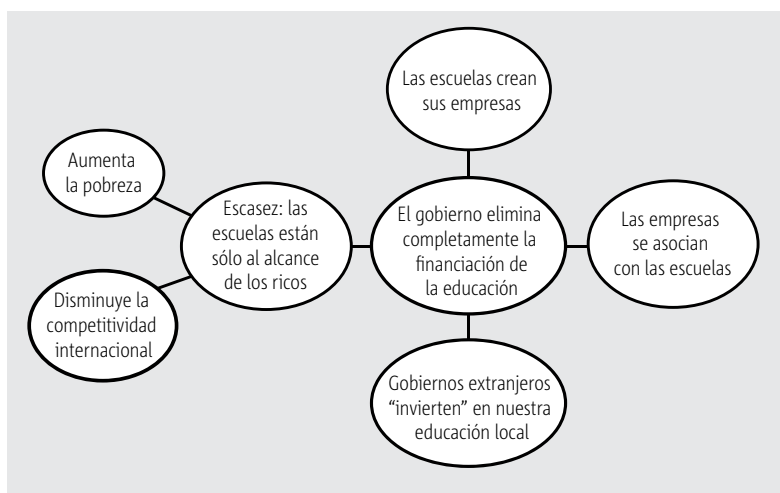 Las escuelas crean
sus empresas
Aumenta
la pobreza
Escasez: las
escuelas están
sólo al alcance
de los ricos
El gobierno elimina
completamente la
financiación de
la educación
Las empresas
se asocian
con las escuelas
Disminuye la
competitividad
internacional
Gobiernos extranjeros
“invierten” en nuestra
educación local